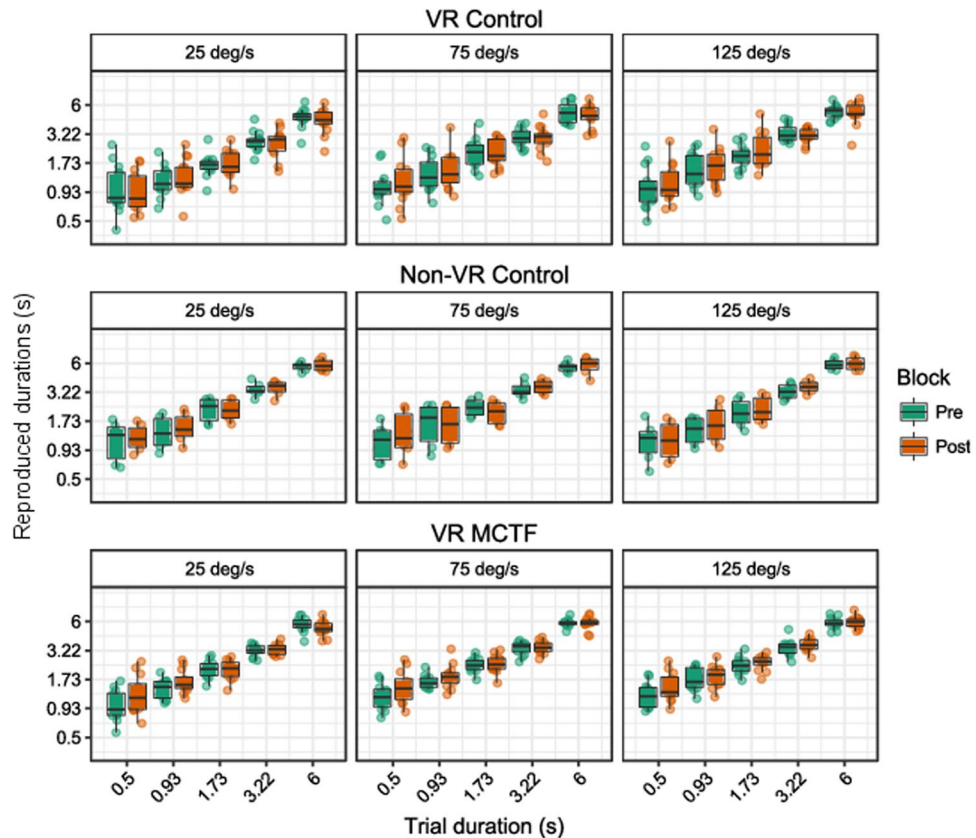 VR Control
25 deg/s
75 deg/s
125 deg/s
6
3.22
1.73
0.93
0.5
Non-VR Control
25 deg/s
75 deg/s
125 deg/s
6
3.22
1.73
0.93
0.5
VR MCTF
25 deg/s
75 deg/s
125 deg/s
6
3.22
1.73
0.93
0.5
0.5 0.93 1.73 3.22 6
0.5 0.93 1.73 3.22 6
0.5 0.93 1.73 3.22 6
Trial duration (s)
Reproduced durations (s)
Block
Pre
Post